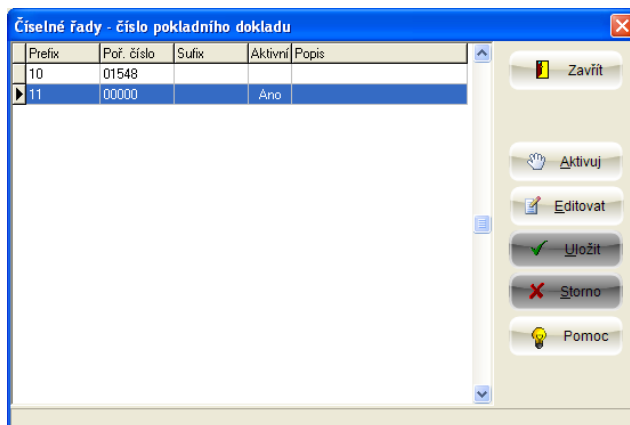 Číselné řady - číslo pokladního dokladu
Prefix Poř. číslo Sufix Aktivní Popis
10 01548
11 00000 Ano
Zavřít
Aktivuj
Editovat
Uložit
Storno
Pomoc